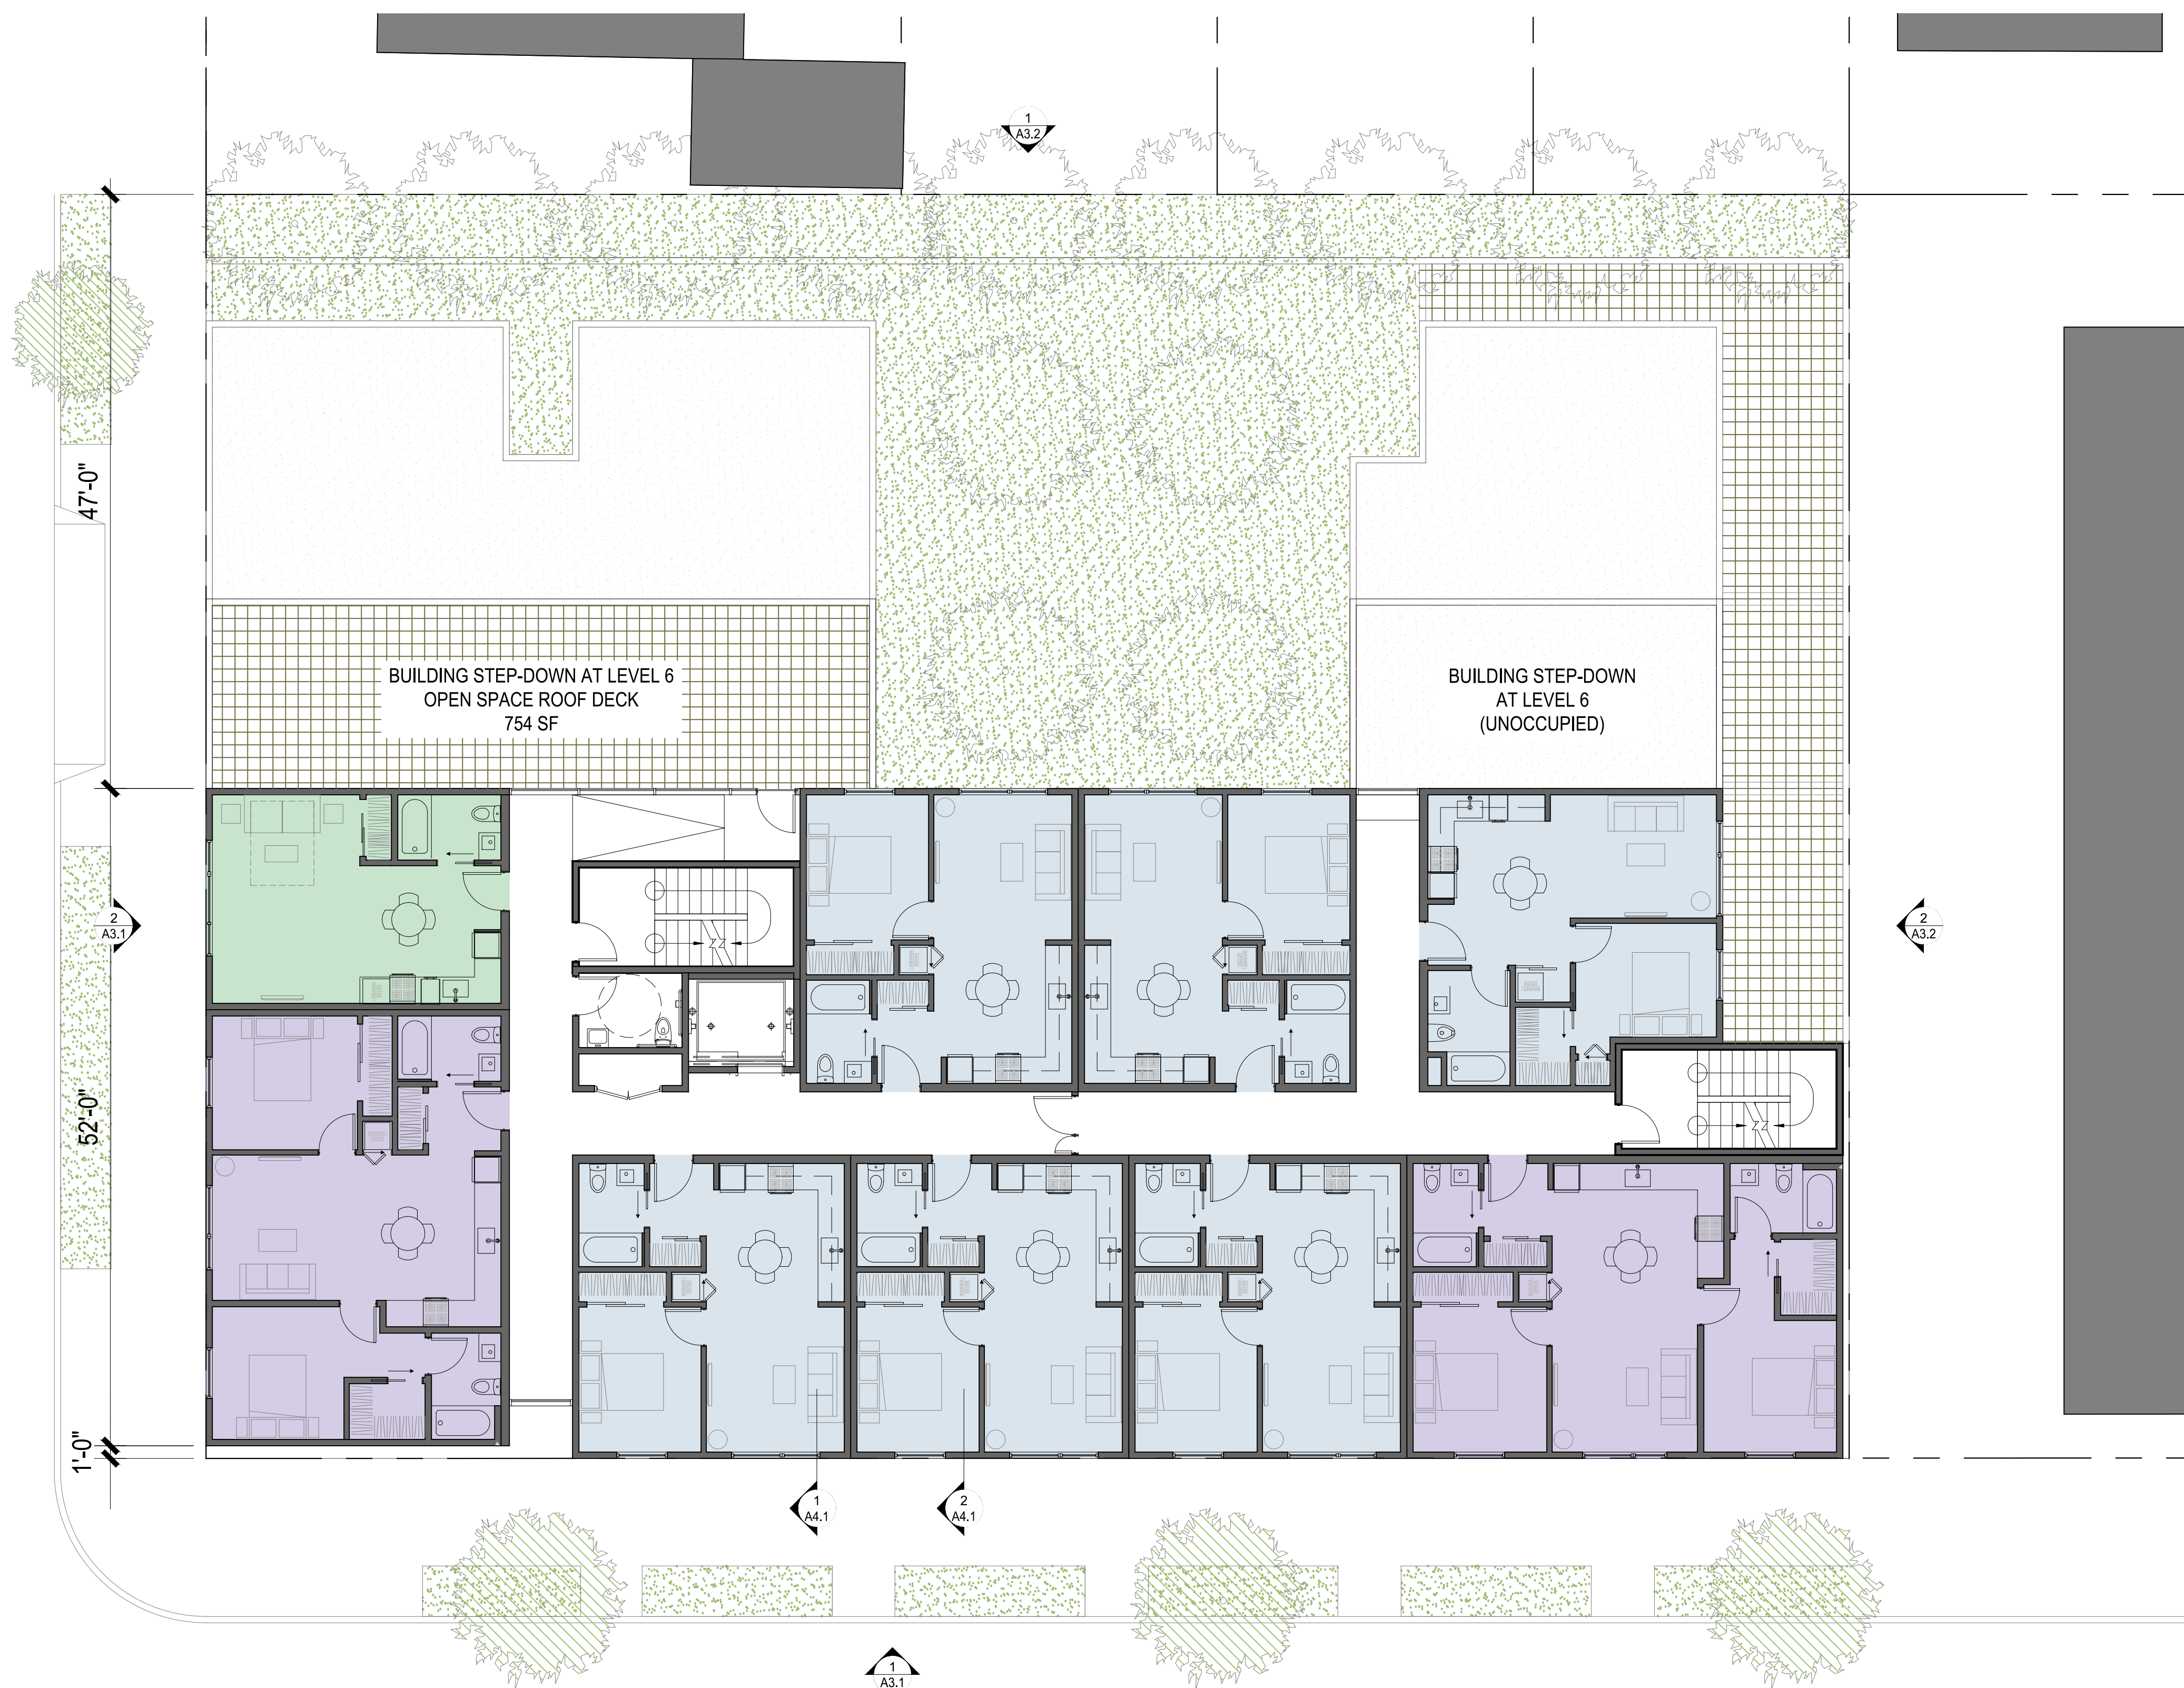 1
A3.2
47'-0"
BUILDING STEP-DOWN AT LEVEL 6
OPEN SPACE ROOF DECK
754 SF
BUILDING STEP-DOWN
AT LEVEL 6
(UNOCCUPIED)
2
A3.1
2
A3.2
52'-0"
1'-0"
1
A4.1
2
A4.1
1
A3.1